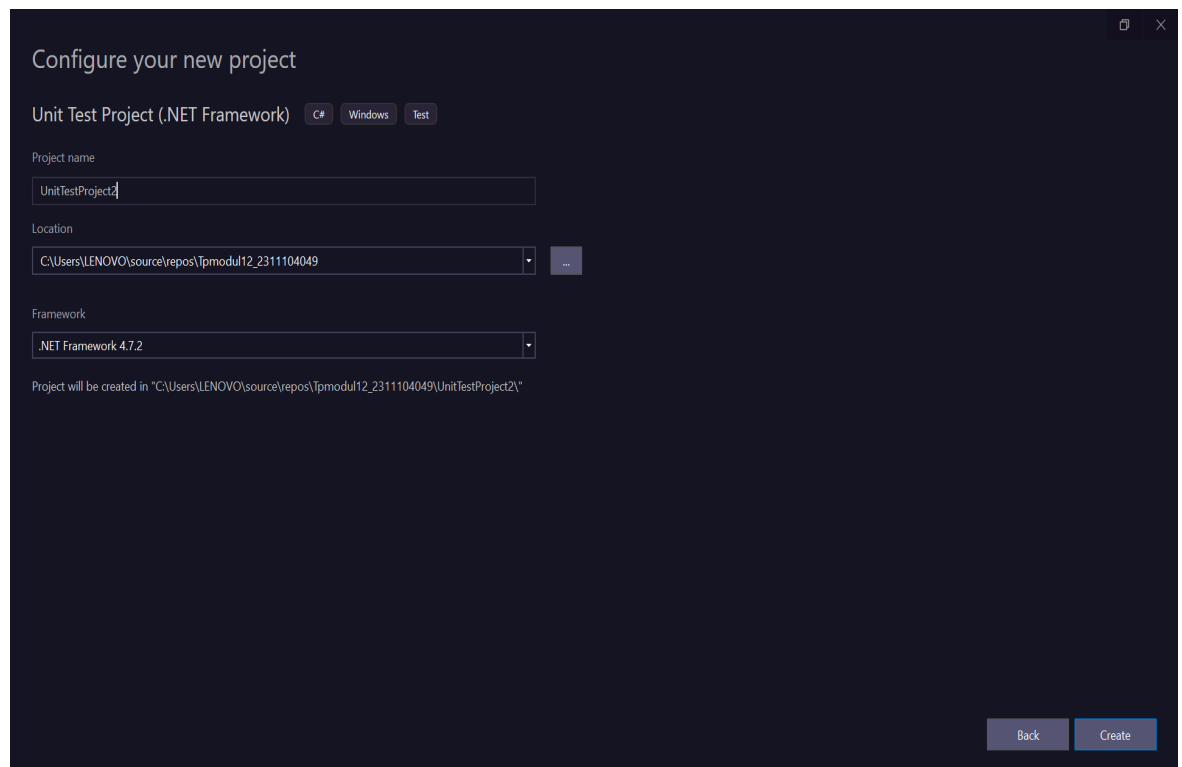 Configure your new project
Unit Test Project (.NET Framework) C# Windows Test
Project name
UnitTestProject2
Location
C:\Users\LENOVO\source\repos\Tpmodul12_2311104049
...
Framework
.NET Framework 4.7.2
Project will be created in "C:\Users\LENOVO\source\repos\Tpmodul12_2311104049\UnitTestProject2\"
Back Create